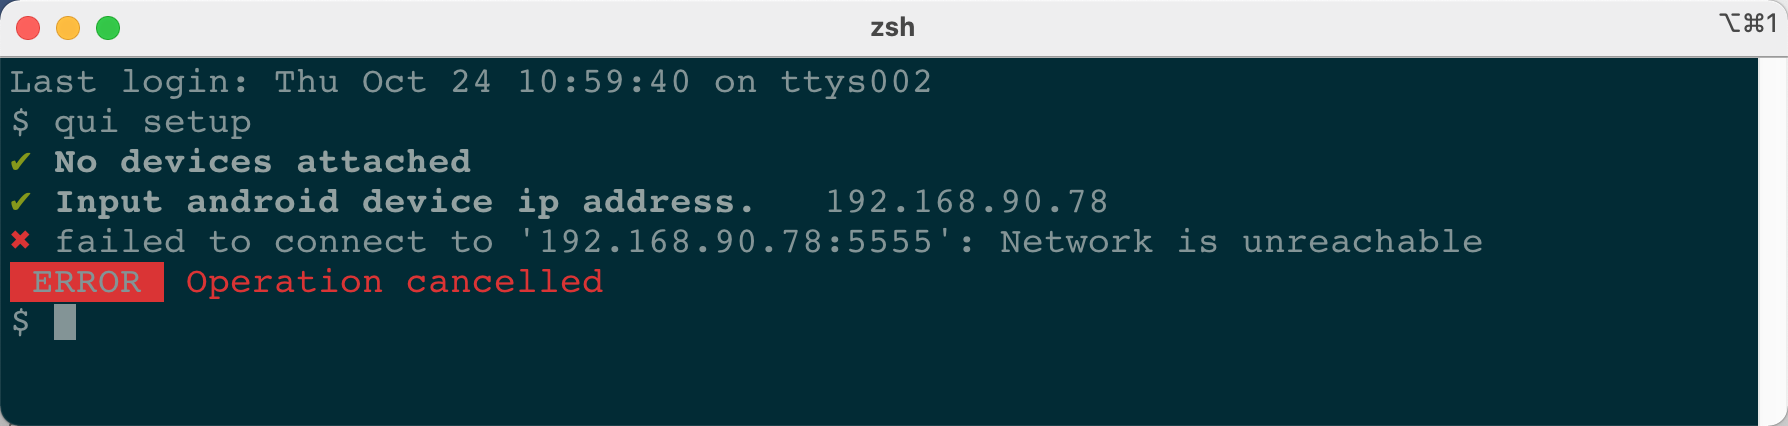 zsh
⌥⌘1
Last login: Thu Oct 24 10:59:40 on ttys002
$ qui setup
✔ No devices attached
✔ Input android device ip address. 192.168.90.78
✖ failed to connect to '192.168.90.78:5555': Network is unreachable
ERROR Operation cancelled
$